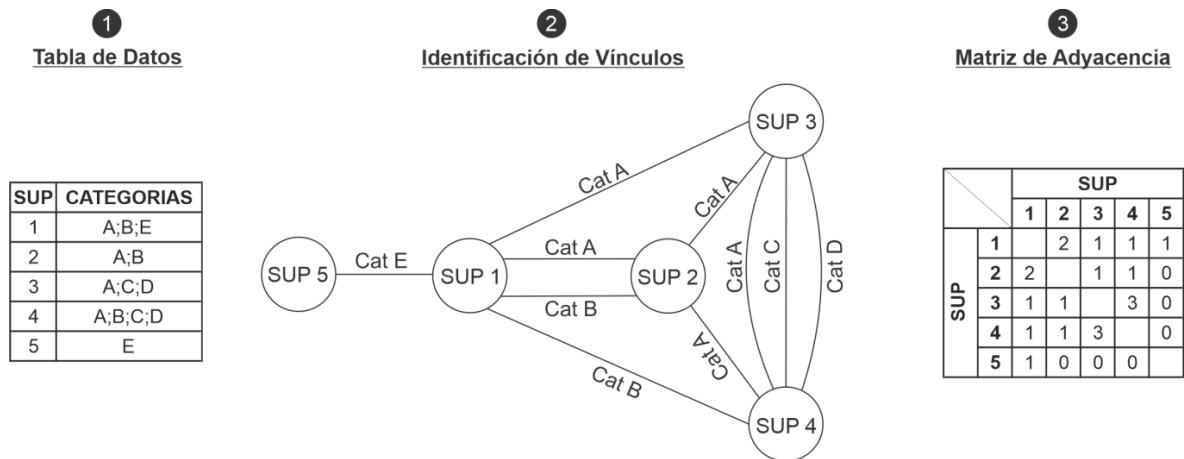 1
Tabla de Datos
SUP CATEGORIAS
1 A;B;E
2 A;B
3 A;C;D
4 A;B;C;D
5 E
2
Identificación de Vínculos
SUP 3
Cat A
Cat A
Cat A
Cat C
Cat D
SUP 5
Cat E
SUP 1
Cat A
SUP 2
Cat B
Cat A
Cat B
SUP 4
3
Matriz de Adyacencia
SUP
1 2 3 4 5
SUP
1 2 1 1 1
2 2 1 1 0
3 1 1 3 0
4 1 1 3 0
5 1 0 0 0